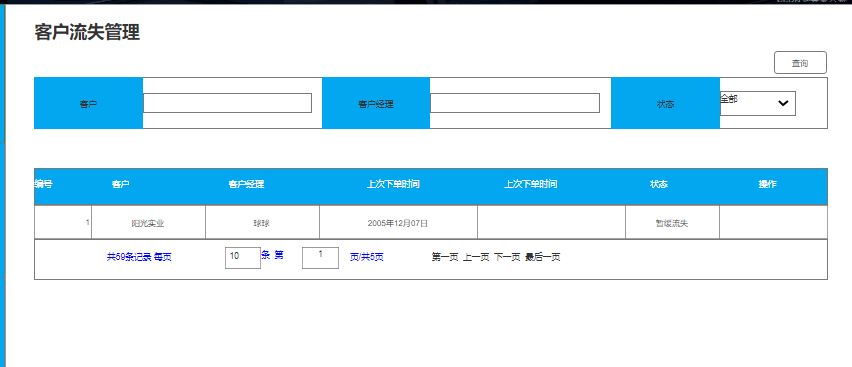 客户流失管理
查询
客户 客户经理 状态 全部
编号 客户 客户经理 上次下单时间 上次下单时间 状态 操作
1 阳光实业 球球 2005年12月07日 暂缓流失
共59条记录 每页 10 条 第 1 页/共5页 第一页 上一页 下一页 最后一页